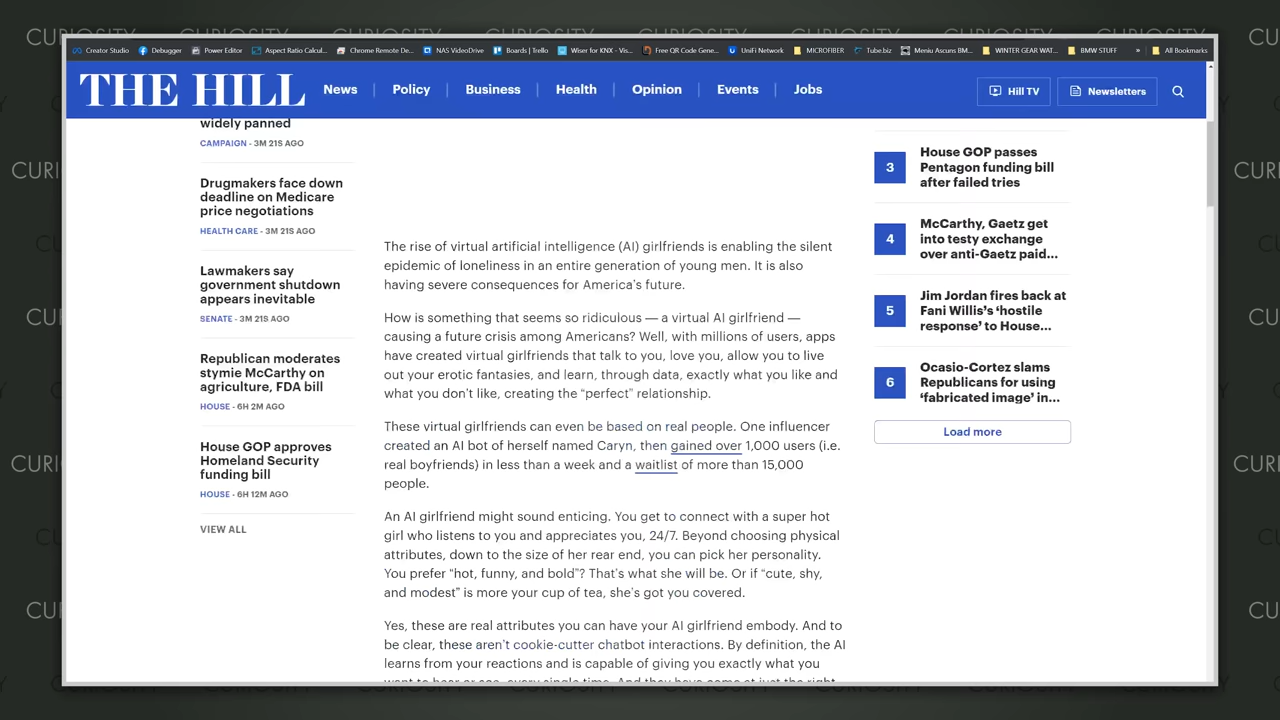 CURIOSITY
Creator Studio
Debugger
Power Editor
Aspect Ratio Calcul...
Chrome Remote De...
NAS VideoDrive
Boards | Trello
Wiser for KNX - Vis...
Free QR Code Gene...
UniFi Network
MICROFIBER
Tube.biz
Meniu Ascuns BM...
WINTER GEAR WAT...
BMW STUFF
»
All Bookmarks
THE HILL
News
Policy
Business
Health
Opinion
Events
Jobs
Hill TV
Newsletters
widely panned
CAMPAIGN - 3M 21S AGO
Drugmakers face down
deadline on Medicare
price negotiations
HEALTH CARE - 3M 21S AGO
Lawmakers say
government shutdown
appears inevitable
SENATE - 3M 21S AGO
Republican moderates
stymie McCarthy on
agriculture, FDA bill
HOUSE - 6H 2M AGO
House GOP approves
Homeland Security
funding bill
HOUSE - 6H 12M AGO
VIEW ALL
The rise of virtual artificial intelligence (AI) girlfriends is enabling the silent
epidemic of loneliness in an entire generation of young men. It is also
having severe consequences for America's future.
How is something that seems so ridiculous — a virtual AI girlfriend —
causing a future crisis among Americans? Well, with millions of users, apps
have created virtual girlfriends that talk to you, love you, allow you to live
out your erotic fantasies, and learn, through data, exactly what you like and
what you don't like, creating the “perfect” relationship.
These virtual girlfriends can even be based on real people. One influencer
created an AI bot of herself named Caryn, then gained over 1,000 users (i.e.
real boyfriends) in less than a week and a waitlist of more than 15,000
people.
An AI girlfriend might sound enticing. You get to connect with a super hot
girl who listens to you and appreciates you, 24/7. Beyond choosing physical
attributes, down to the size of her rear end, you can pick her personality.
You prefer “hot, funny, and bold”? That's what she will be. Or if “cute, shy,
and modest” is more your cup of tea, she's got you covered.
Yes, these are real attributes you can have your AI girlfriend embody. And to
be clear, these aren't cookie-cutter chatbot interactions. By definition, the AI
learns from your reactions and is capable of giving you exactly what you
want to hear or see, every single time. And they have come at just the right
3
House GOP passes
Pentagon funding bill
after failed tries
4
McCarthy, Gaetz get
into testy exchange
over anti-Gaetz paid...
5
Jim Jordan fires back at
Fani Willis's ‘hostile
response’ to House...
6
Ocasio-Cortez slams
Republicans for using
‘fabricated image’ in...
Load more